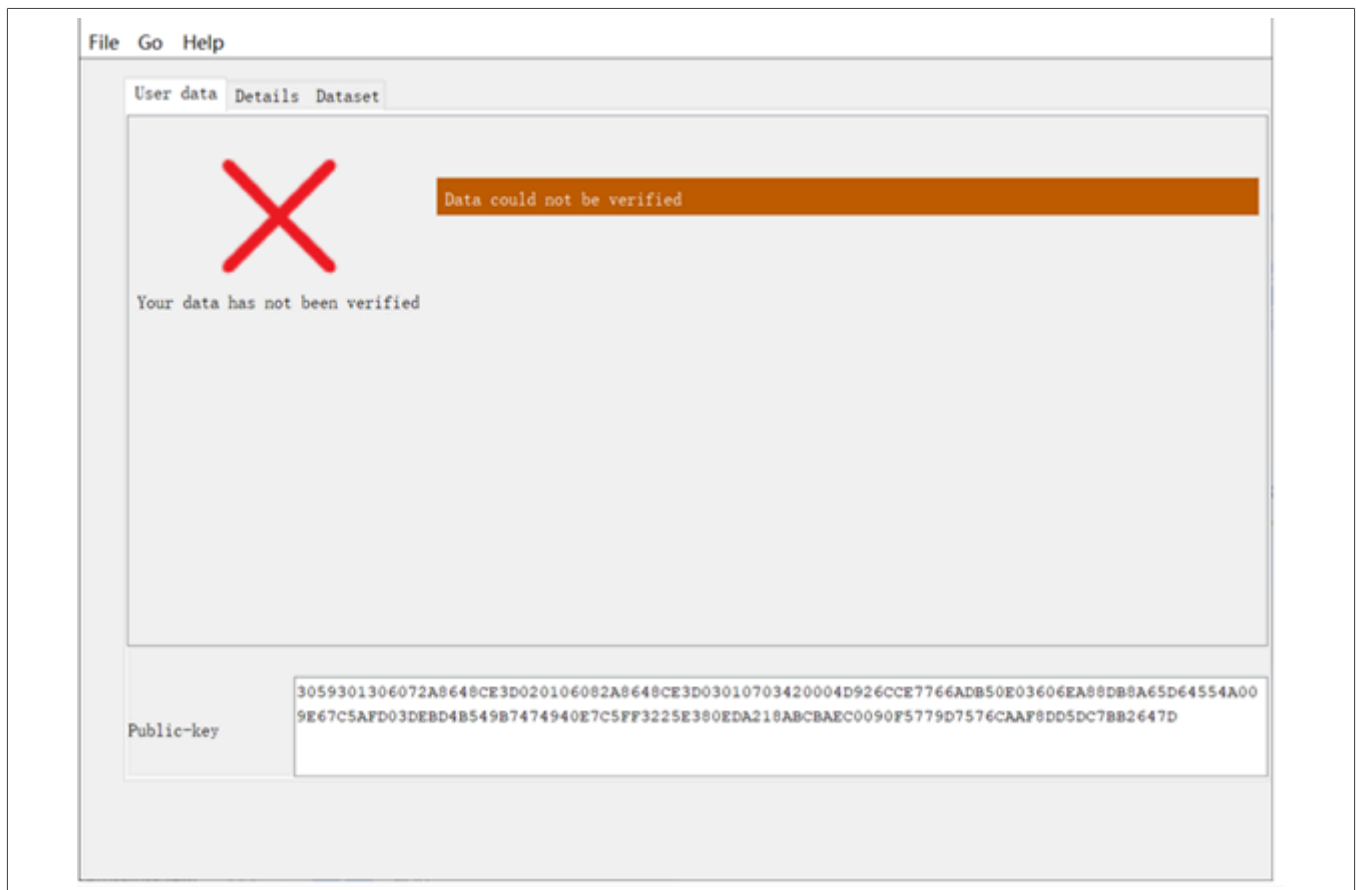 File Go Help
User data Details Dataset
Data could not be verified
Your data has not been verified
3059301306072A8648CE3D020106082A8648CE3D03010703420004D926CCE7766ADB50E03606EA88DB8A65D64554A00
9E67C5AFD03DEBD4B549B7474940E7C5FF3225E380EDA218ABCBAEC0090F5779D7576CAAF8DD5DC7BB2647D
Public-key